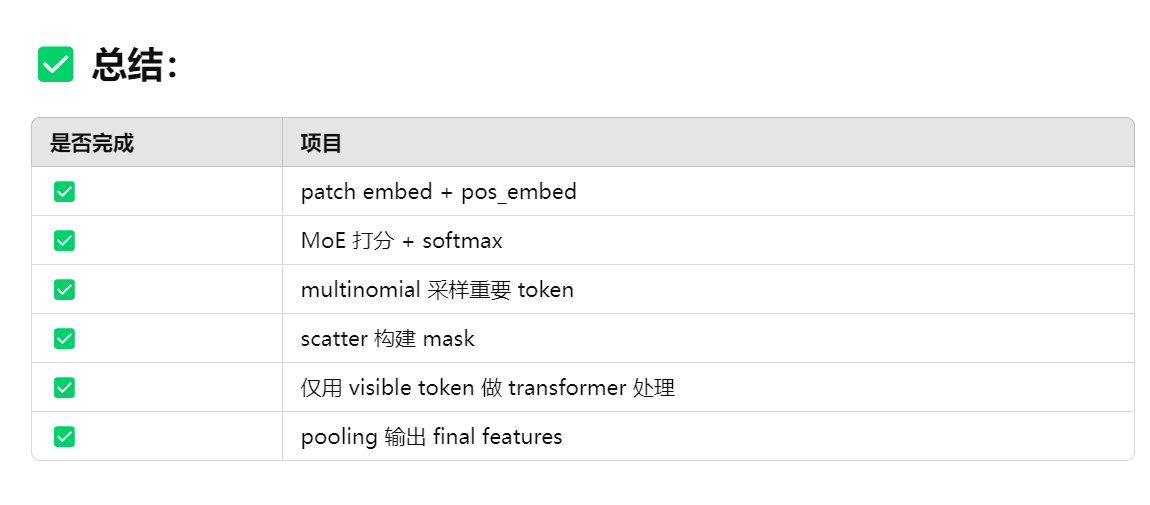 ✅ 总结：
是否完成 项目
✅ patch embed + pos_embed
✅ MoE 打分 + softmax
✅ multinomial 采样重要 token
✅ scatter 构建 mask
✅ 仅用 visible token 做 transformer 处理
✅ pooling 输出 final features